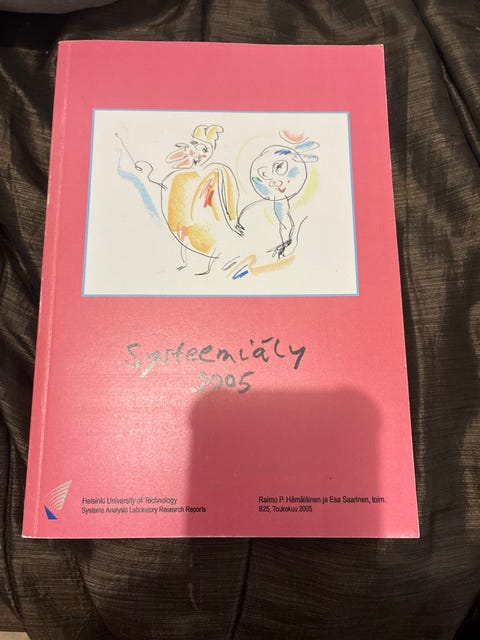 Systeemiäly
2005
Helsinki University of Technology
Systems Analysis Laboratory Research Reports
Raimo P. Hämäläinen ja Esa Saarinen, toim.
B25, Toukokuu 2005